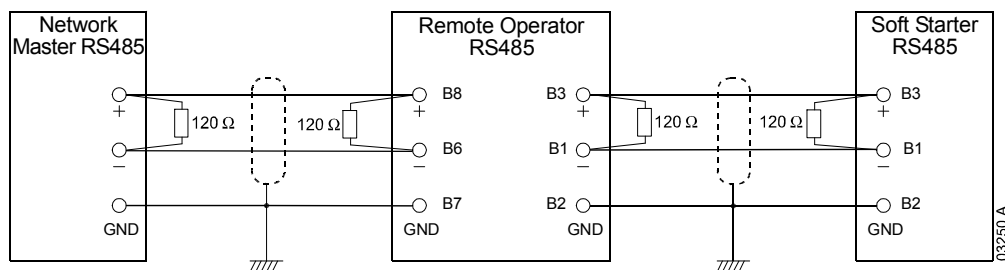 Network
Master RS485
Remote Operator
RS485
Soft Starter
RS485
+
B8
+
B3
+
B3
+
120 Ω
120 Ω
120 Ω
120 Ω
−
B6
−
B1
−
B1
−
B7
B2
B2
GND
GND
GND
GND
03250.A